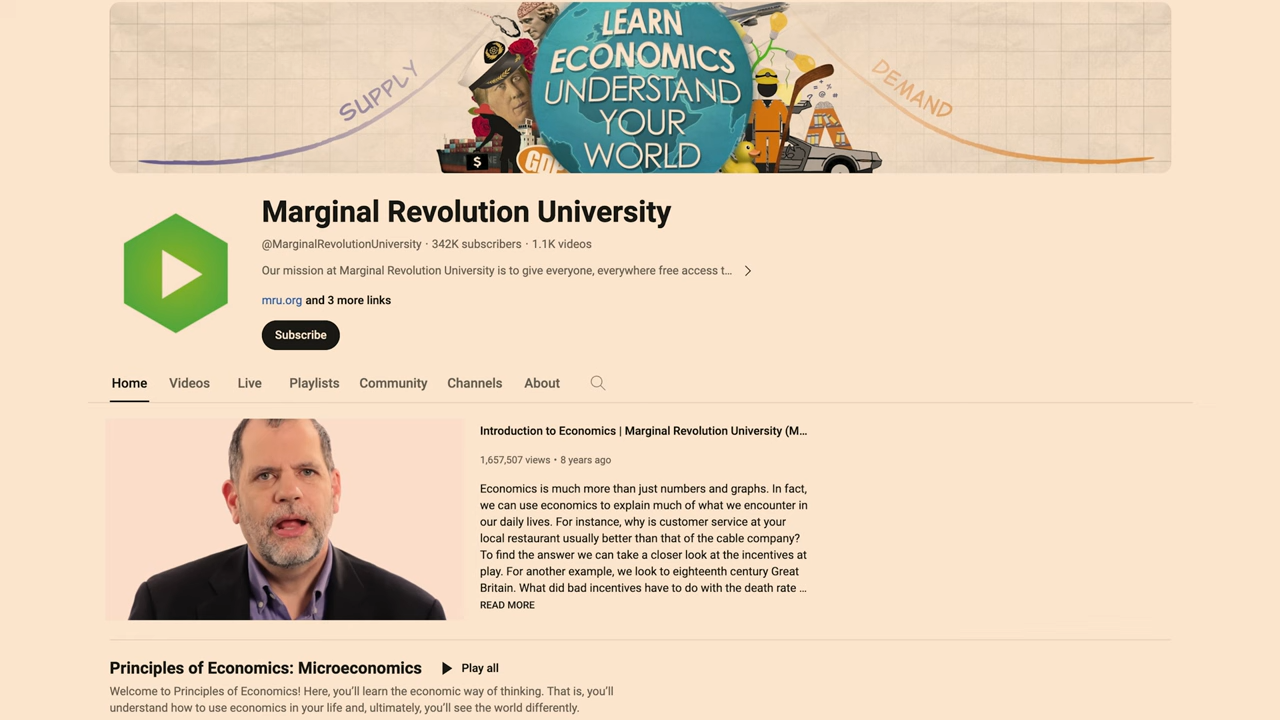 LEARN
ECONOMICS
UNDERSTAND
YOUR
WORLD
SUPPLY
DEMAND
$
GD
Marginal Revolution University
@MarginalRevolutionUniversity · 342K subscribers · 1.1K videos
Our mission at Marginal Revolution University is to give everyone, everywhere free access t...
mru.org and 3 more links
Subscribe
Home Videos Live Playlists Community Channels About
Introduction to Economics | Marginal Revolution University (M...
1,657,507 views • 8 years ago
Economics is much more than just numbers and graphs. In fact,
we can use economics to explain much of what we encounter in
our daily lives. For instance, why is customer service at your
local restaurant usually better than that of the cable company?
To find the answer we can take a closer look at the incentives at
play. For another example, we look to eighteenth century Great
Britain. What did bad incentives have to do with the death rate ...
READ MORE
Principles of Economics: Microeconomics Play all
Welcome to Principles of Economics! Here, you'll learn the economic way of thinking. That is, you'll
understand how to use economics in your life and, ultimately, you'll see the world differently.